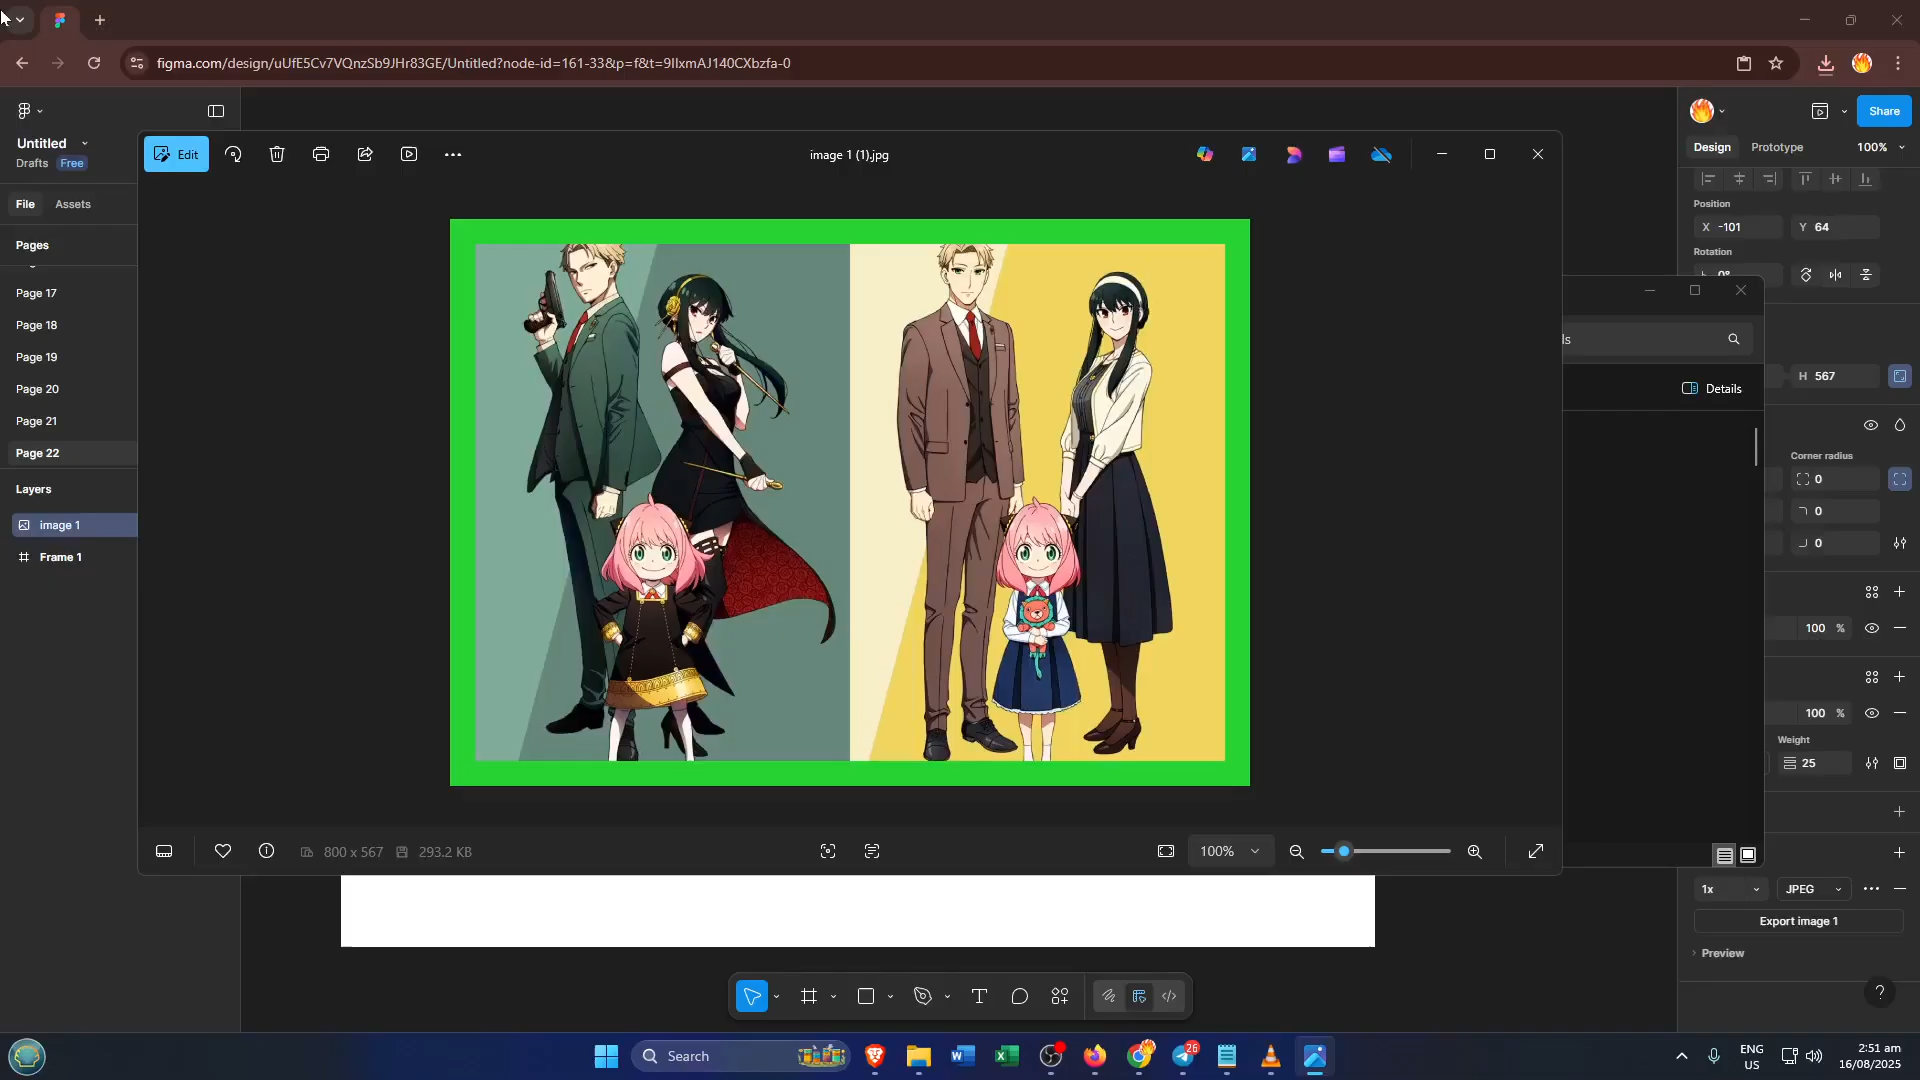 figma.com/design/uUfE5Cv7VQnzSb9JHr83GE/Untitled?node-id=161-33&p=f&t=9IlxmAJ140CXbzfa-0
Share
Untitled
Drafts Free
Edit
image 1 (1).jpg
Design Prototype 100%
File Assets
Position
X -101 Y 64
Pages
Rotation
Page 17
Page 18
ls
Page 19
H 567
Page 20
Details
Page 21
Page 22
Corner radius
0
Layers
0
image 1
0
Frame 1
100 %
100 %
Weight
25
800 x 567 293.2 KB
100%
1x JPEG
Export image 1
Preview
?
T
Search
26
ENG
US
2:51 am
16/08/2025